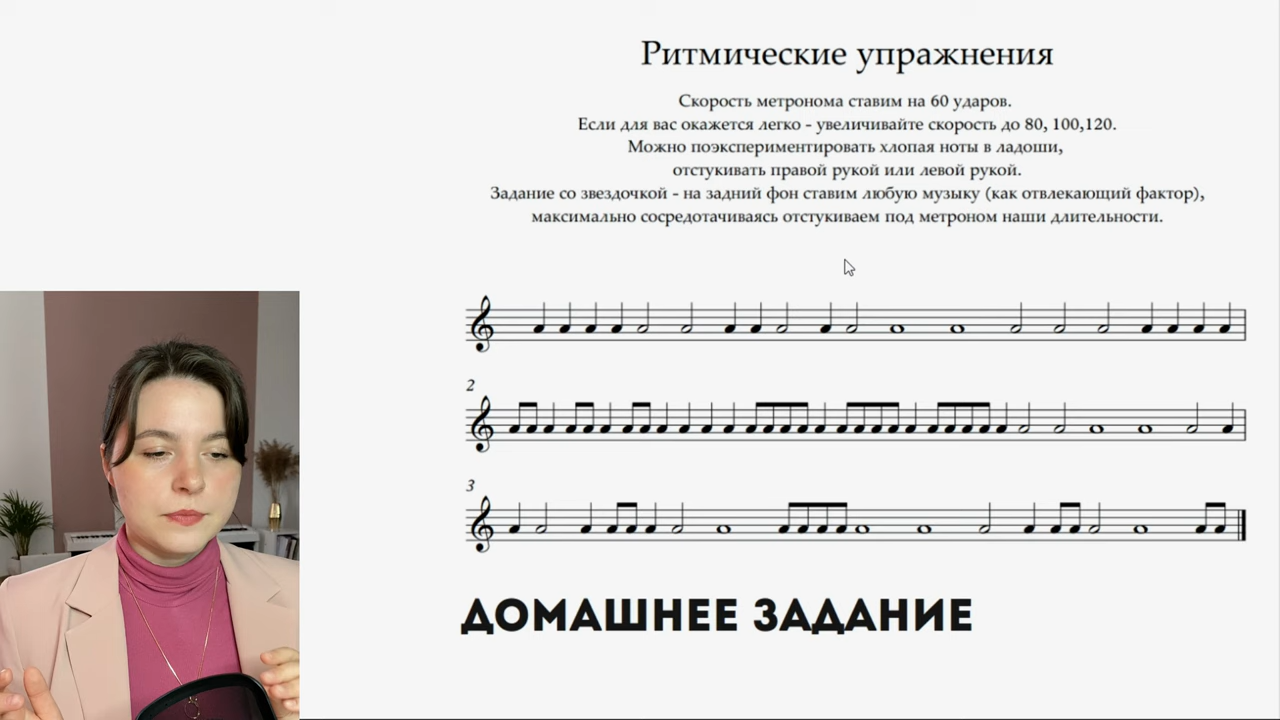 Ритмические упражнения
Скорость метронома ставим на 60 ударов.
Если для вас окажется легко - увеличивайте скорость до 80, 100,120.
Можно поэкспериментировать хлопая ноты в ладоши,
отстукивать правой рукой или левой рукой.
Задание со звездочкой - на задний фон ставим любую музыку (как отвлекающий фактор),
максимально сосредотачиваясь отстукиваем под метроном наши длительности.
2
3
ДОМАШНЕЕ ЗАДАНИЕ